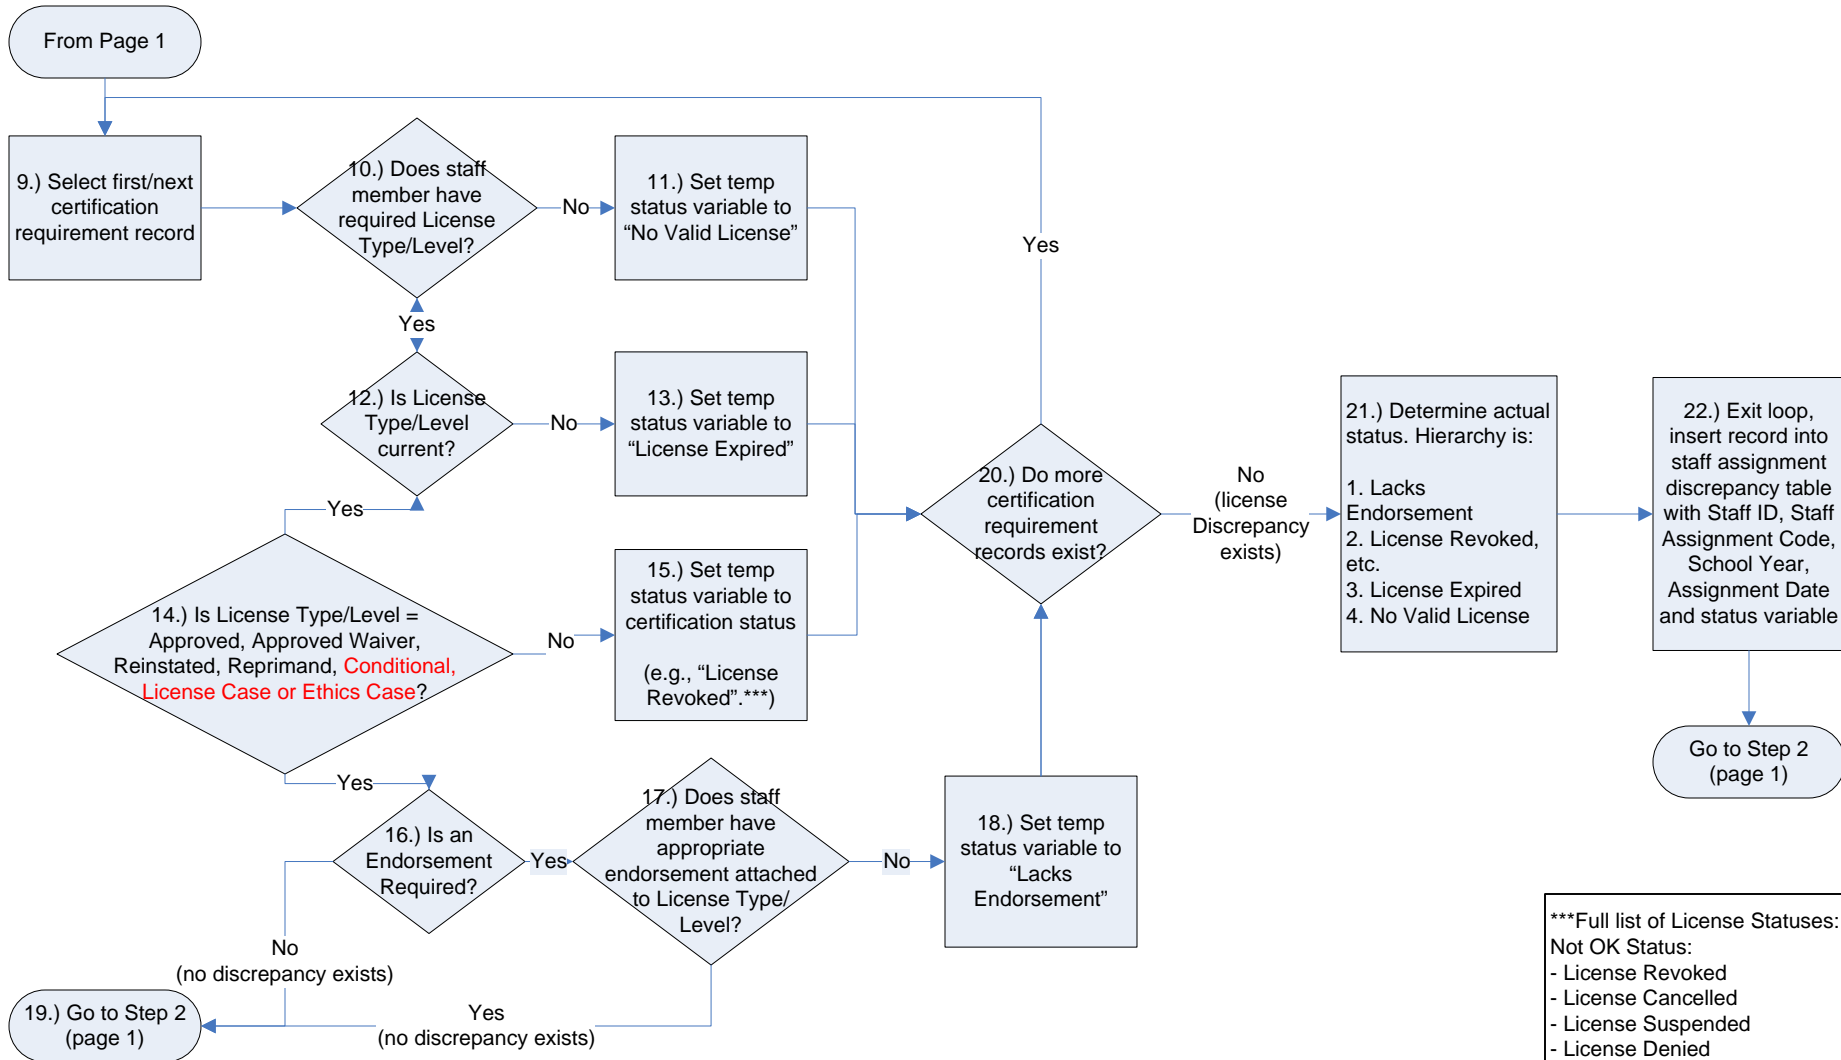 From Page 1
9.) Select first/next
certification
requirement record
10.) Does staff
member have
required License
Type/Level?
No
11.) Set temp
status variable to
“No Valid License”
Yes
Yes
12.) Is License
Type/Level
current?
No
13.) Set temp
status variable to
“License Expired”
Yes
14.) Is License Type/Level =
Approved, Approved Waiver,
Reinstated, Reprimand, Conditional,
License Case or Ethics Case?
No
15.) Set temp
status variable to
certification status
(e.g., “License
Revoked”.***)
Yes
16.) Is an
Endorsement
Required?
Yes
17.) Does staff
member have
appropriate
endorsement attached
to License Type/
Level?
No
18.) Set temp
status variable to
“Lacks
Endorsement”
No
(no discrepancy exists)
19.) Go to Step 2
(page 1)
Yes
(no discrepancy exists)
20.) Do more
certification
requirement
records exist?
No
(license
Discrepancy
exists)
21.) Determine actual
status. Hierarchy is:
1. Lacks
Endorsement
2. License Revoked,
etc.
3. License Expired
4. No Valid License
22.) Exit loop,
insert record into
staff assignment
discrepancy table
with Staff ID, Staff
Assignment Code,
School Year,
Assignment Date
and status variable
Go to Step 2
(page 1)
***Full list of License Statuses:
Not OK Status:
- License Revoked
- License Cancelled
- License Suspended
- License Denied